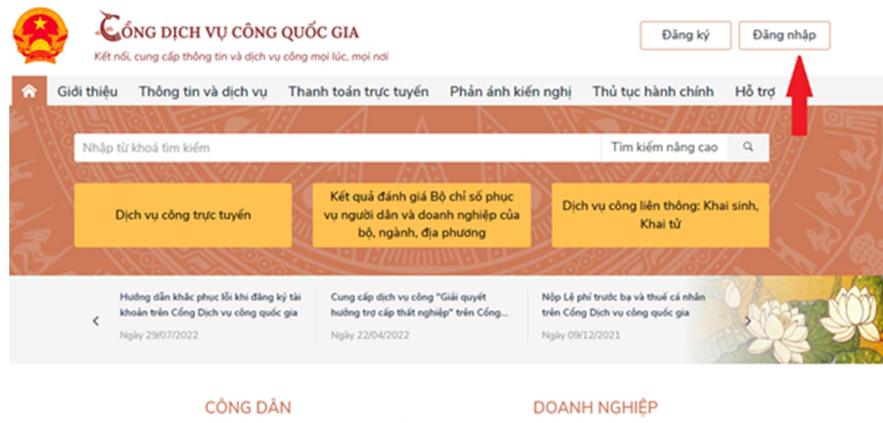 CỔNG DỊCH VỤ CÔNG QUỐC GIA
Kết nối, cung cấp thông tin và dịch vụ công mọi lúc, mọi nơi
Đăng ký
Đăng nhập
Giới thiệu
Thông tin và dịch vụ
Thanh toán trực tuyến
Phản ánh kiến nghị
Thủ tục hành chính
Hỗ trợ
Nhập từ khoá tìm kiếm
Tìm kiếm nâng cao
Dịch vụ công trực tuyến
Kết quả đánh giá Bộ chỉ số phục
vụ người dân và doanh nghiệp của
bộ, ngành, địa phương
Dịch vụ công liên thông: Khai sinh,
Khai tử
Hướng dẫn khắc phục lỗi khi đăng ký tài
khoản trên Cổng Dịch vụ công quốc gia
Ngày 29/07/2022
Cung cấp dịch vụ công "Giải quyết
hưởng trợ cấp thất nghiệp" trên Cổng...
Ngày 22/04/2022
Nộp Lệ phí trước bạ và thuế cá nhân
trên Cổng Dịch vụ công quốc gia
Ngày 09/12/2021
CÔNG DÂN
DOANH NGHIỆP